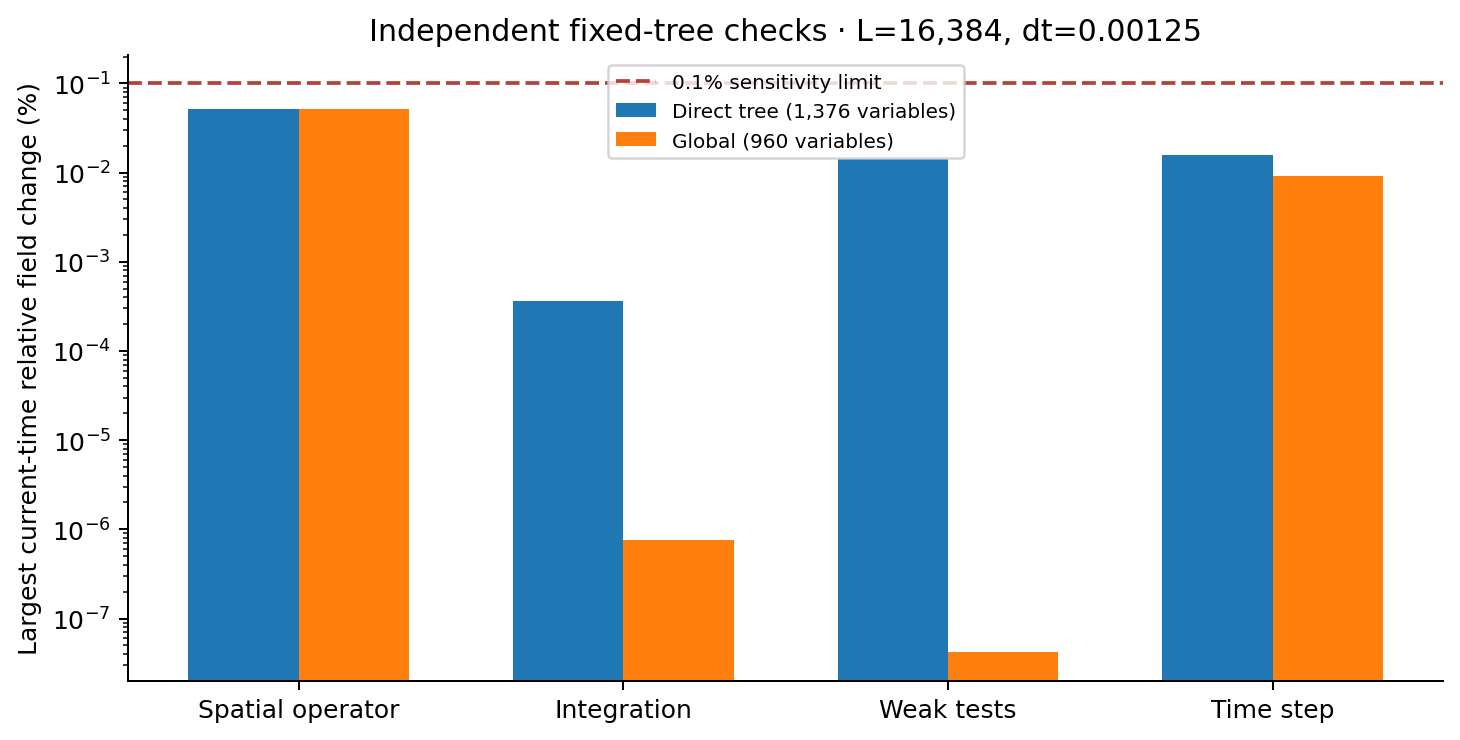 Independent fixed-tree checks · L=16,384, dt=0.00125
Largest current-time relative field change (%)
10⁻¹
10⁻²
10⁻³
10⁻⁴
10⁻⁵
10⁻⁶
10⁻⁷
0.1% sensitivity limit
Direct tree (1,376 variables)
Global (960 variables)
Spatial operator
Integration
Weak tests
Time step